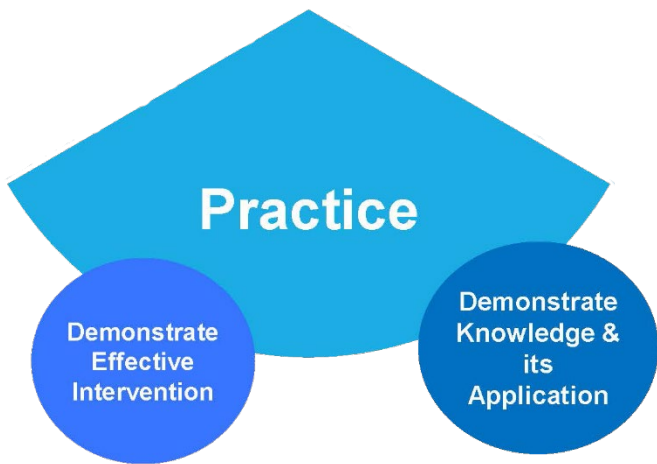 Practice
Demonstrate
Effective
Intervention
Demonstrate
Knowledge &
its
Application